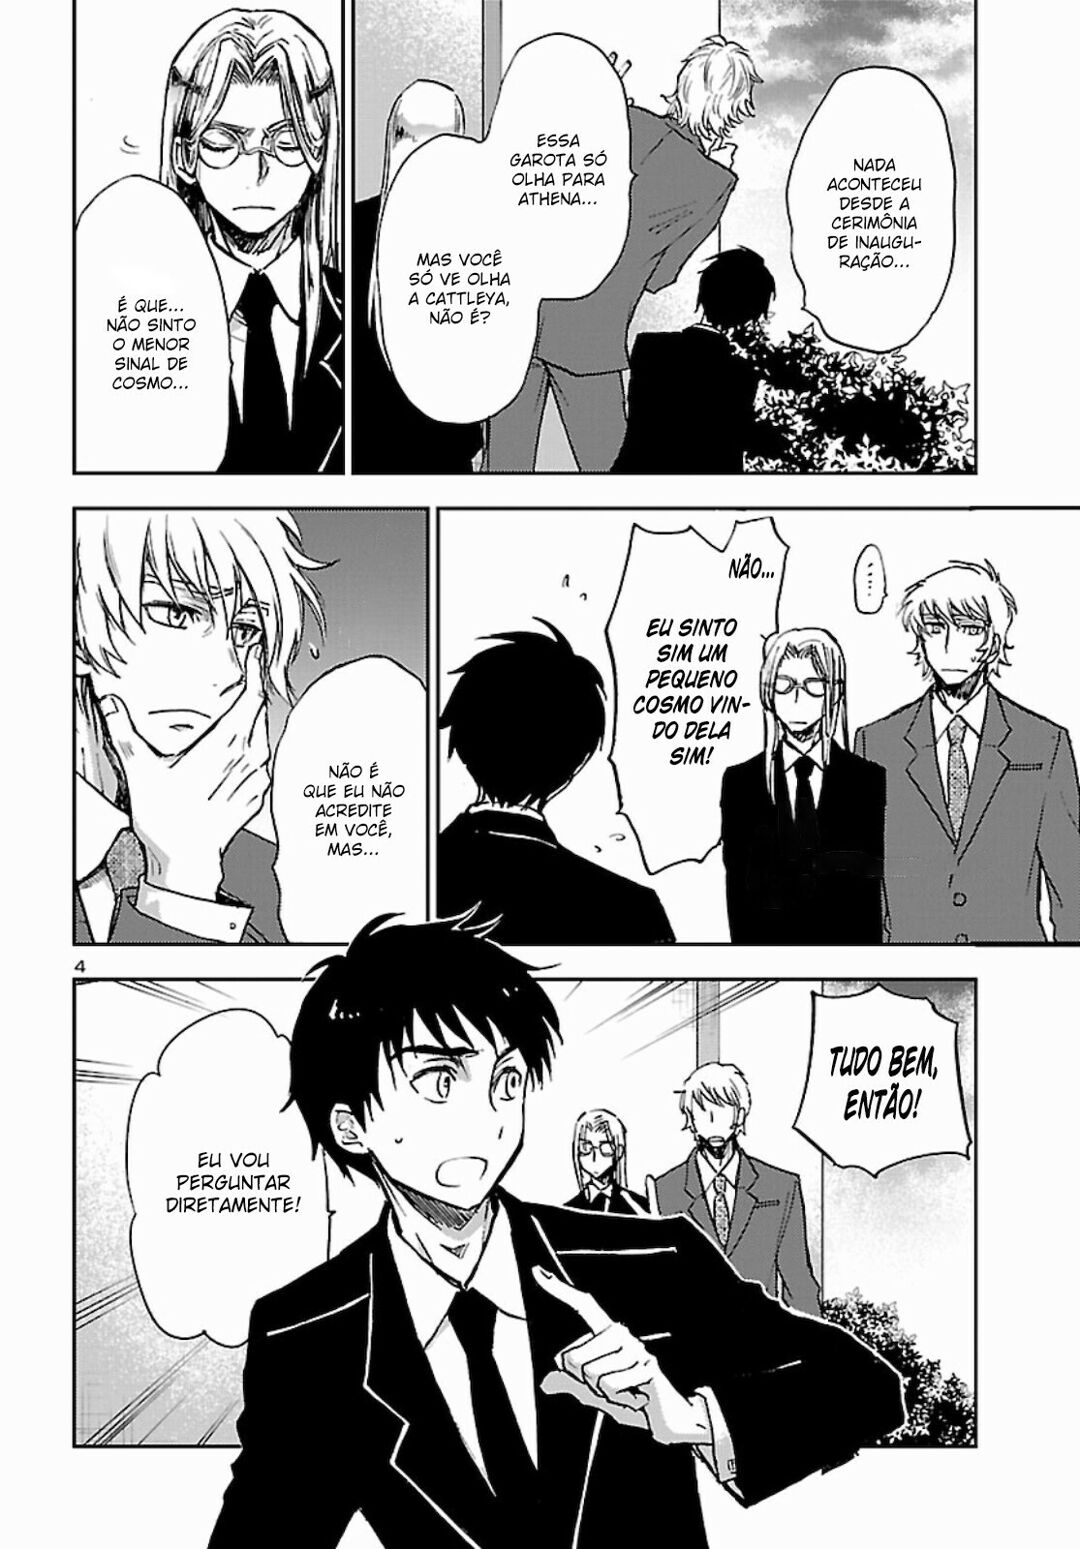 NADA
ACONTECEU
DESDE A
CERIMÔNIA
DE INAUGU-
RAÇÃO...
ESSA
GAROTA SÓ
OLHA PARA
ATHENA...
MAS VOCÊ
SÓ VE OLHA
A CATTLEYA,
NÃO É?
É QUE...
NÃO SINTO
O MENOR
SINAL DE
COSMO...
......
NÃO...
EU SINTO
SIM UM
PEQUENO
COSMO VIN-
DO DELA
SIM!
NÃO É
QUE EU NÃO
ACREDITE
EM VOCÊ,
MAS...
4
TUDO BEM,
ENTÃO!
EU VOU
PERGUNTAR
DIRETAMENTE!